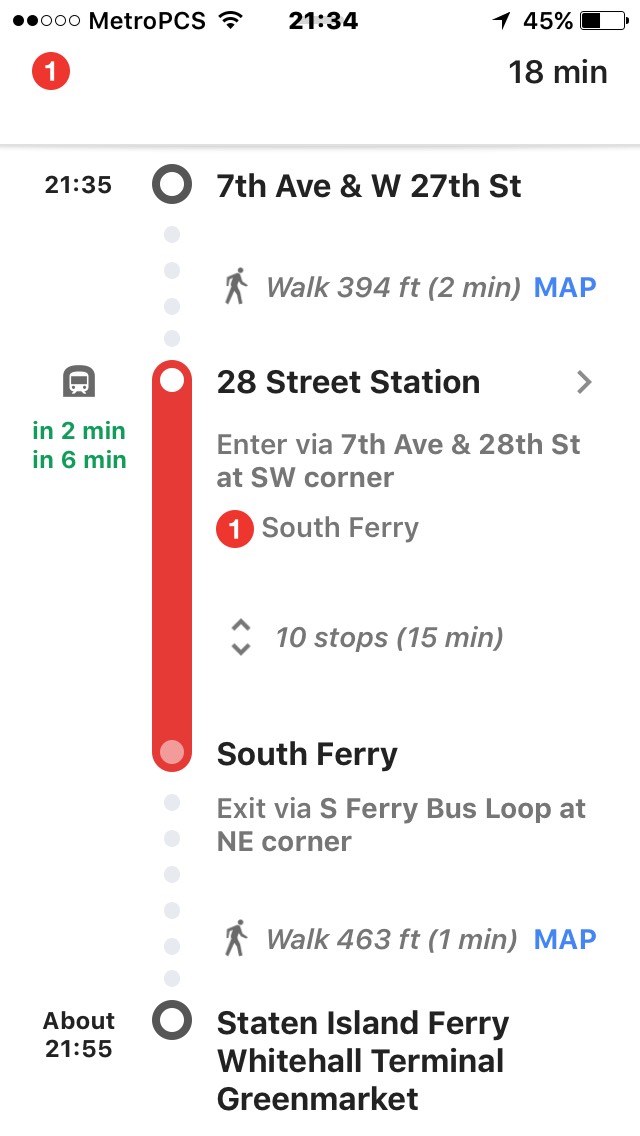 MetroPCS 21:34 45%
1 18 min
21:35 7th Ave & W 27th St
Walk 394 ft (2 min) MAP
28 Street Station
in 2 min
in 6 min
Enter via 7th Ave & 28th St
at SW corner
1 South Ferry
10 stops (15 min)
South Ferry
Exit via S Ferry Bus Loop at
NE corner
Walk 463 ft (1 min) MAP
About
21:55
Staten Island Ferry
Whitehall Terminal
Greenmarket